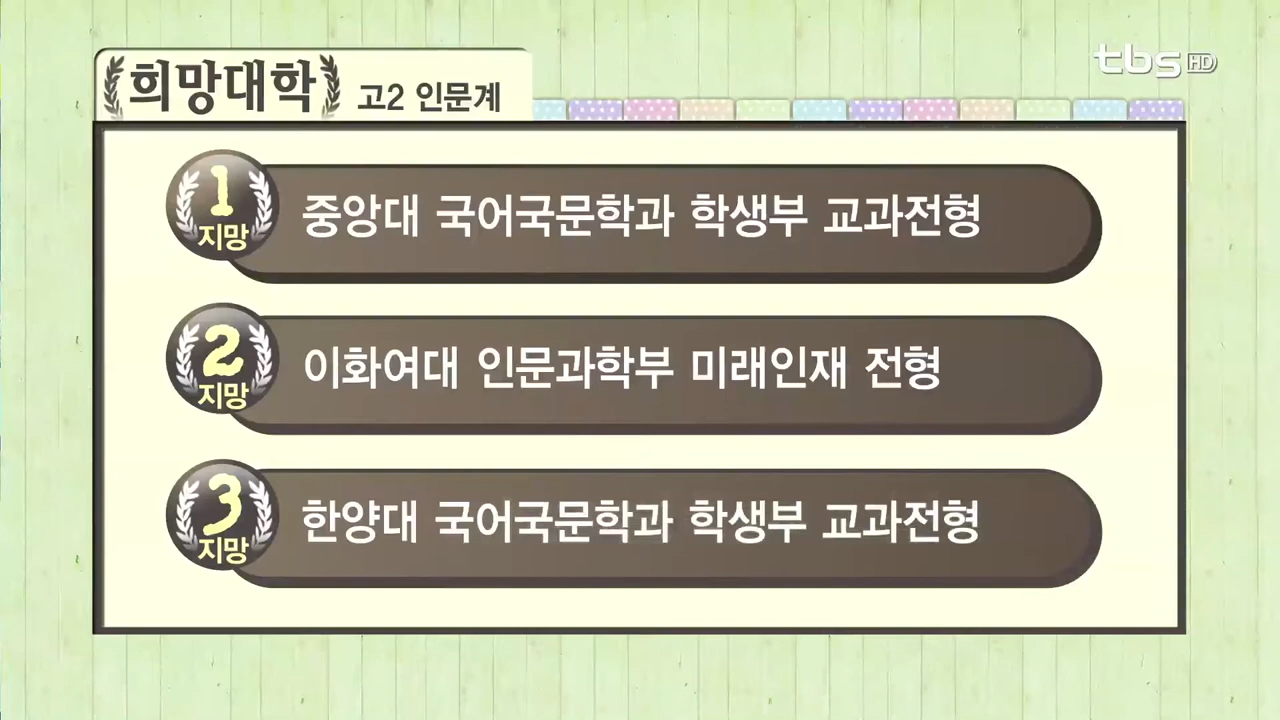 희망대학 고2 인문계
tbs HD
1지망 중앙대 국어국문학과 학생부 교과전형
2지망 이화여대 인문과학부 미래인재 전형
3지망 한양대 국어국문학과 학생부 교과전형